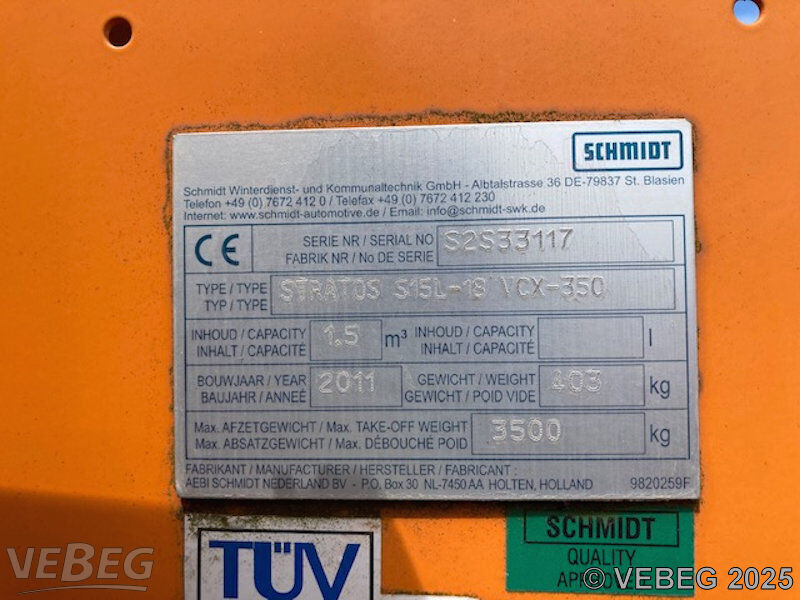 SCHMIDT
Schmidt Winterdienst- und Kommunaltechnik GmbH - Albtalstrasse 36 DE-79837 St. Blasien
Telefon +49 (0) 7672 412 0 / Telefax +49 (0) 7672 412 230
Internet: www.schmidt-automotive.de / Email: info@schmidt-swk.de
CE
SERIE NR / SERIAL NO
FABRIK NR / No DE SERIE
S2S33117
TYPE / TYPE
TYP / TYPE
STRATOS S15L-18 VCX-350
INHOUD / CAPACITY
INHALT / CAPACITY
1.5 m³
INHOUD / CAPACITY
INHALT / CAPACITY
l
BOUWJAAR / YEAR
BAUJAHR / ANNEÉ
2011
GEWICHT / WEIGHT
GEWICHT / POID VIDE
403 kg
Max. AFZETGEWICHT / Max. TAKE-OFF WEIGHT
Max. ABSATZGEWICHT / Max. DÉBOUCHÉ POID
3500 kg
FABRIKANT / MANUFACTURER / HERSTELLER / FABRICANT :
AEBI SCHMIDT NEDERLAND BV - P.O. Box 30 NL-7450 AA HOLTEN, HOLLAND
9820259F
TÜV
SCHMIDT
QUALITY
APPROVED
VEBEG
© VEBEG 2025